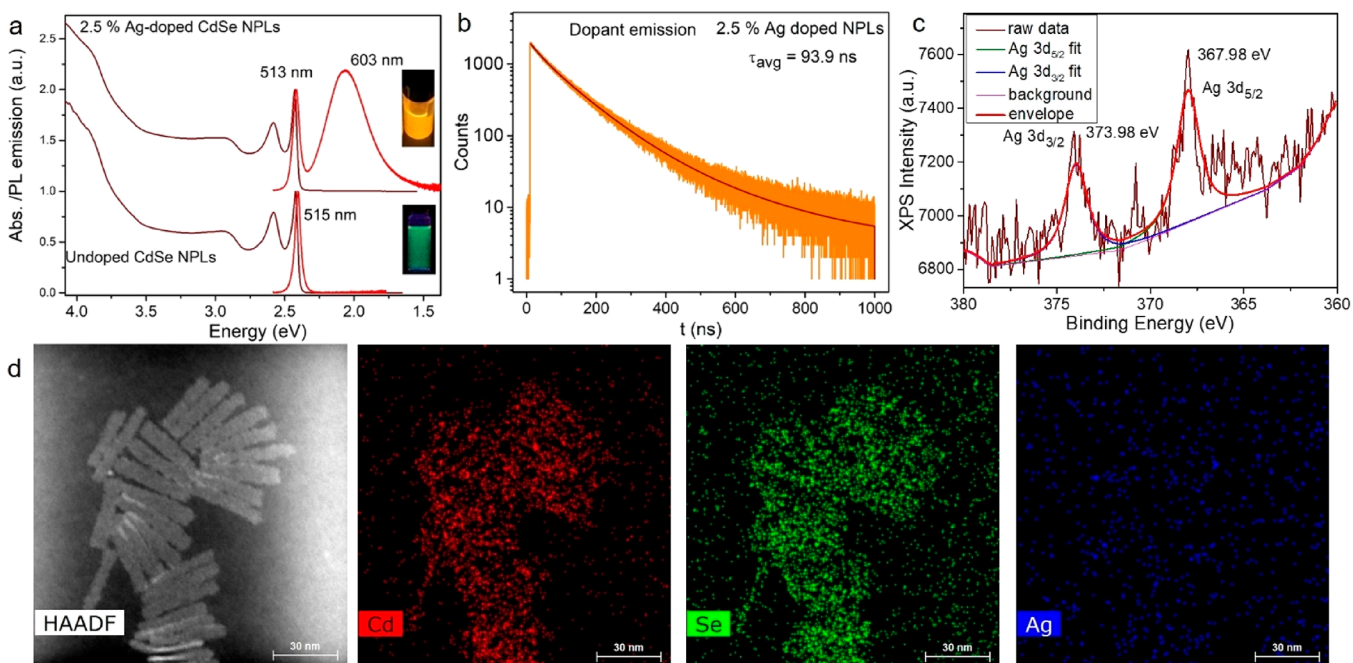 a
2.5 % Ag-doped CdSe NPLs
513 nm
603 nm
515 nm
Undoped CdSe NPLs
2.5
2.0
1.5
1.0
0.5
0.0
4.0 3.5 3.0 2.5 2.0 1.5
Abs. /PL emission (a.u.)
Energy (eV)
b
Dopant emission 2.5 % Ag doped NPLs
τavg = 93.9 ns
1000
100
10
1
0 200 400 600 800 1000
Counts
t (ns)
c
raw data
Ag 3d5/2 fit
Ag 3d3/2 fit
background
envelope
367.98 eV
Ag 3d5/2
Ag 3d3/2
373.98 eV
7600
7400
7200
7000
6800
380 375 370 365 360
XPS Intensity (a.u.)
Binding Energy (eV)
d
HAADF
30 nm
Cd
30 nm
Se
30 nm
Ag
30 nm